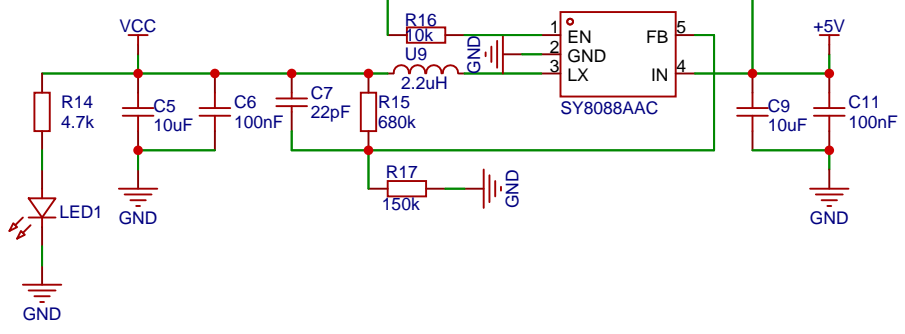 VCC
R16
10k
U9
2.2uH
GND
1
2
3
EN
GND
LX
FB
IN
5
4
SY8088AAC
+5V
R14
4.7k
C5
10uF
C6
100nF
C7
22pF
R15
680k
C9
10uF
C11
100nF
R17
150k
GND
LED1
GND
GND
GND